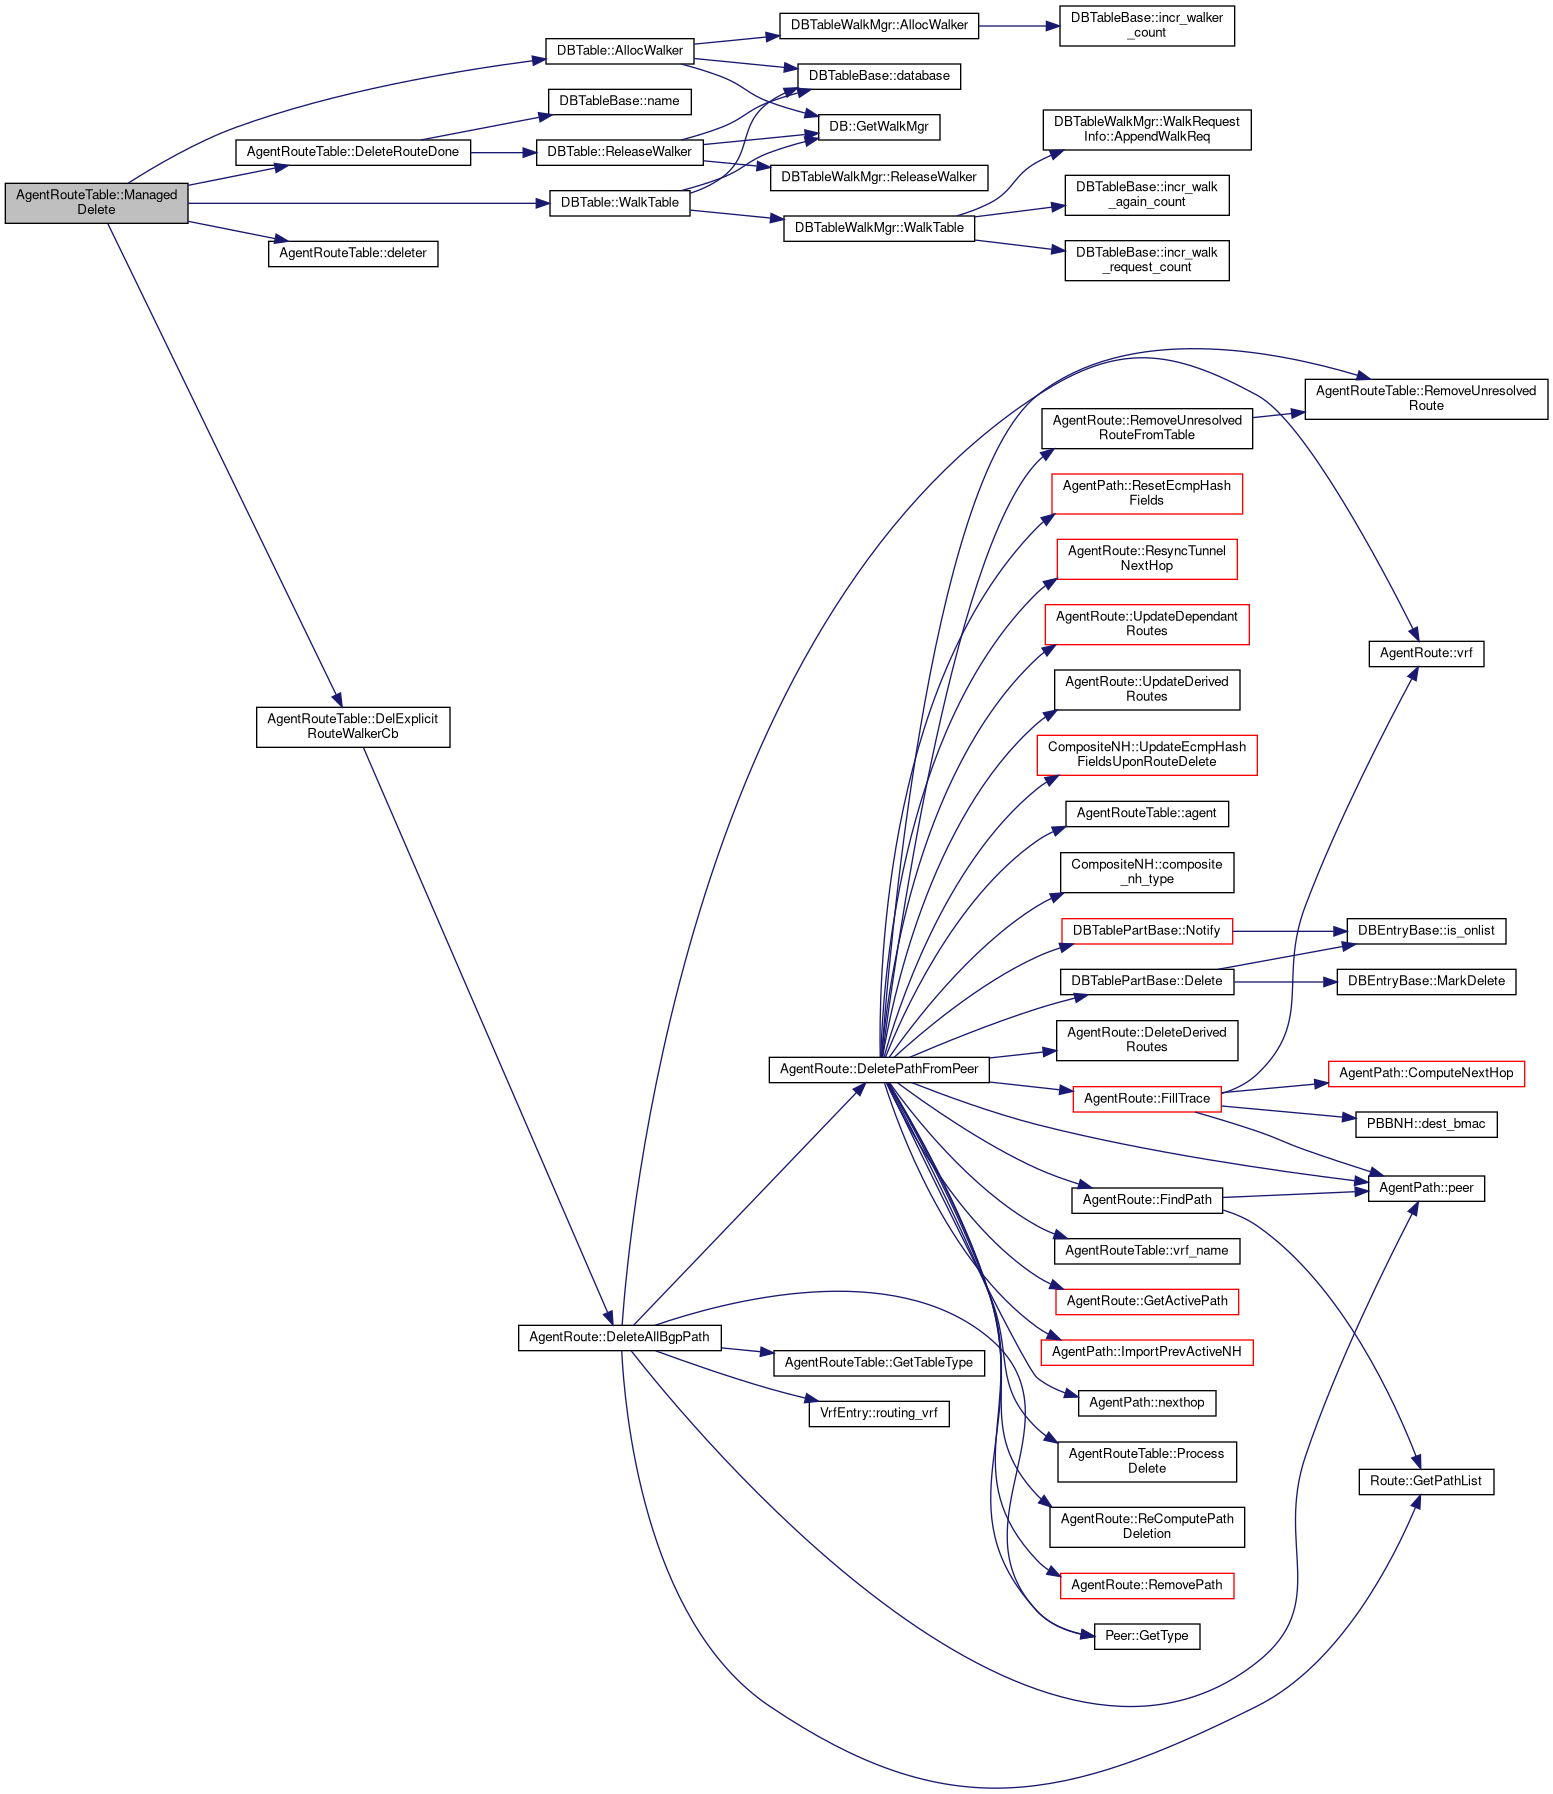 AgentRouteTable::Managed
Delete
DBTable::AllocWalker
DBTableWalkMgr::AllocWalker
DBTableBase::incr_walker
_count
DBTableBase::database
DB::GetWalkMgr
DBTableBase::name
AgentRouteTable::DeleteRouteDone
DBTable::ReleaseWalker
DBTableWalkMgr::ReleaseWalker
DBTable::WalkTable
DBTableWalkMgr::WalkTable
DBTableWalkMgr::WalkRequest
Info::AppendWalkReq
DBTableBase::incr_walk
_again_count
DBTableBase::incr_walk
_request_count
AgentRouteTable::deleter
AgentRouteTable::DelExplicit
RouteWalkerCb
AgentRoute::DeleteAllBgpPath
AgentRoute::DeletePathFromPeer
AgentRouteTable::GetTableType
VrfEntry::routing_vrf
AgentRouteTable::RemoveUnresolved
Route
AgentRoute::RemoveUnresolved
RouteFromTable
AgentPath::ResetEcmpHash
Fields
AgentRoute::ResyncTunnel
NextHop
AgentRoute::UpdateDependant
Routes
AgentRoute::vrf
AgentRoute::UpdateDerived
Routes
CompositeNH::UpdateEcmpHash
FieldsUponRouteDelete
AgentRouteTable::agent
CompositeNH::composite
_nh_type
DBTablePartBase::Notify
DBEntryBase::is_onlist
DBTablePartBase::Delete
DBEntryBase::MarkDelete
AgentRoute::DeleteDerived
Routes
AgentRoute::FillTrace
AgentPath::ComputeNextHop
PBBNH::dest_bmac
AgentPath::peer
AgentRoute::FindPath
AgentRouteTable::vrf_name
AgentRoute::GetActivePath
AgentPath::ImportPrevActiveNH
AgentPath::nexthop
AgentRouteTable::Process
Delete
Route::GetPathList
AgentRoute::ReComputePath
Deletion
AgentRoute::RemovePath
Peer::GetType